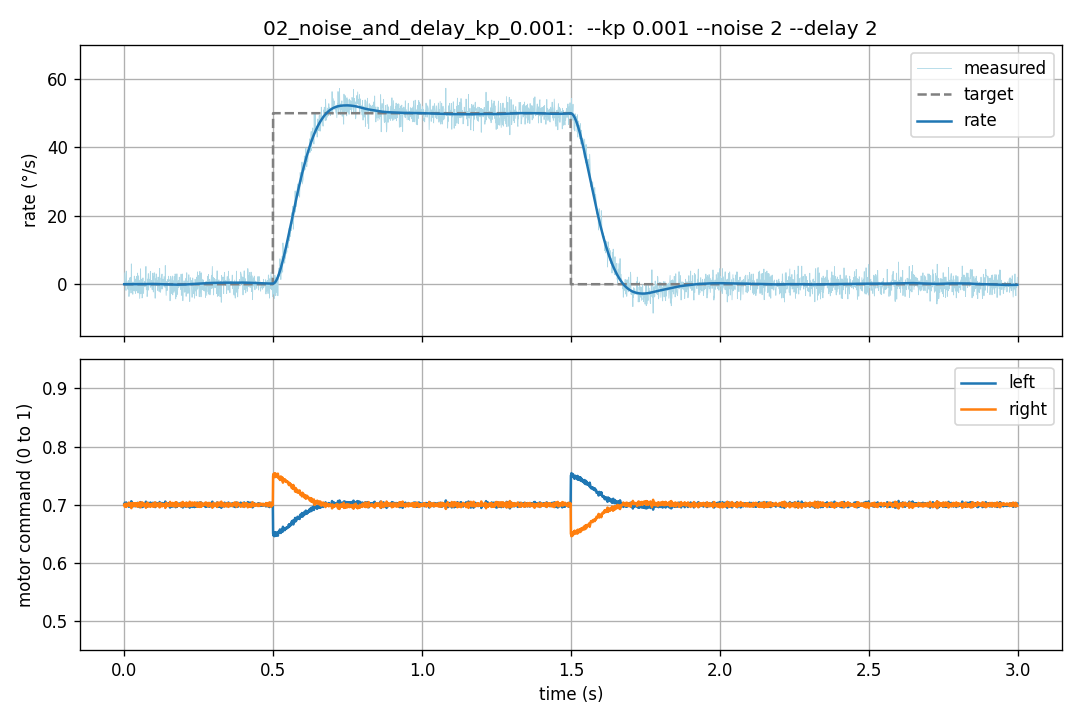 02_noise_and_delay_kp_0.001:  --kp 0.001 --noise 2 --delay 2
60
40
20
0
rate (°/s)
measured
target
rate
0.9
0.8
0.7
0.6
0.5
motor command (0 to 1)
left
right
0.0 0.5 1.0 1.5 2.0 2.5 3.0
time (s)